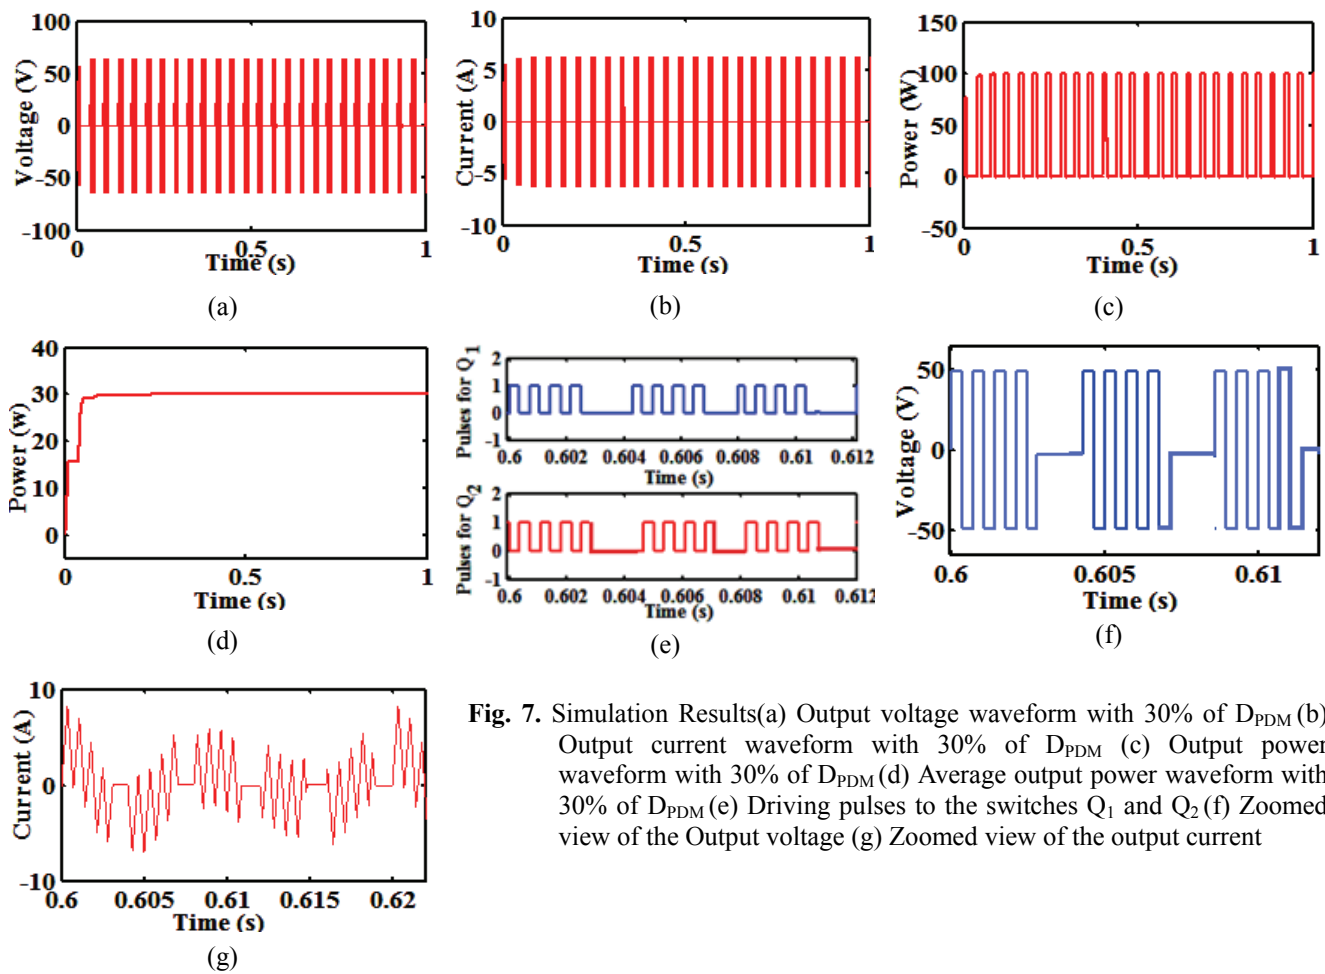 100
50
0
-50
-100
Voltage (V)
0
0.5
1
Time (s)
(a)
10
5
0
-5
-10
Current (A)
0
0.5
1
Time (s)
(b)
150
100
50
0
-50
Power (W)
0
0.5
1
Time (s)
(c)
40
30
20
10
0
Power (w)
0
0.5
1
Time (s)
(d)
2
1
0
-1
Pulses for Q1
0.6 0.602 0.604 0.606 0.608 0.61 0.612
Time (s)
2
1
0
-1
Pulses for Q2
0.6 0.602 0.604 0.606 0.608 0.61 0.612
Time (s)
(e)
50
0
-50
Voltage (V)
0.6 0.605 0.61
Time (s)
(f)
10
0
-10
Current (A)
0.6 0.605 0.61 0.615 0.62
Time (s)
(g)
Fig. 7. Simulation Results(a) Output voltage waveform with 30% of DPDM (b)
Output current waveform with 30% of DPDM (c) Output power
waveform with 30% of DPDM (d) Average output power waveform with
30% of DPDM (e) Driving pulses to the switches Q1 and Q2 (f) Zoomed
view of the Output voltage (g) Zoomed view of the output current